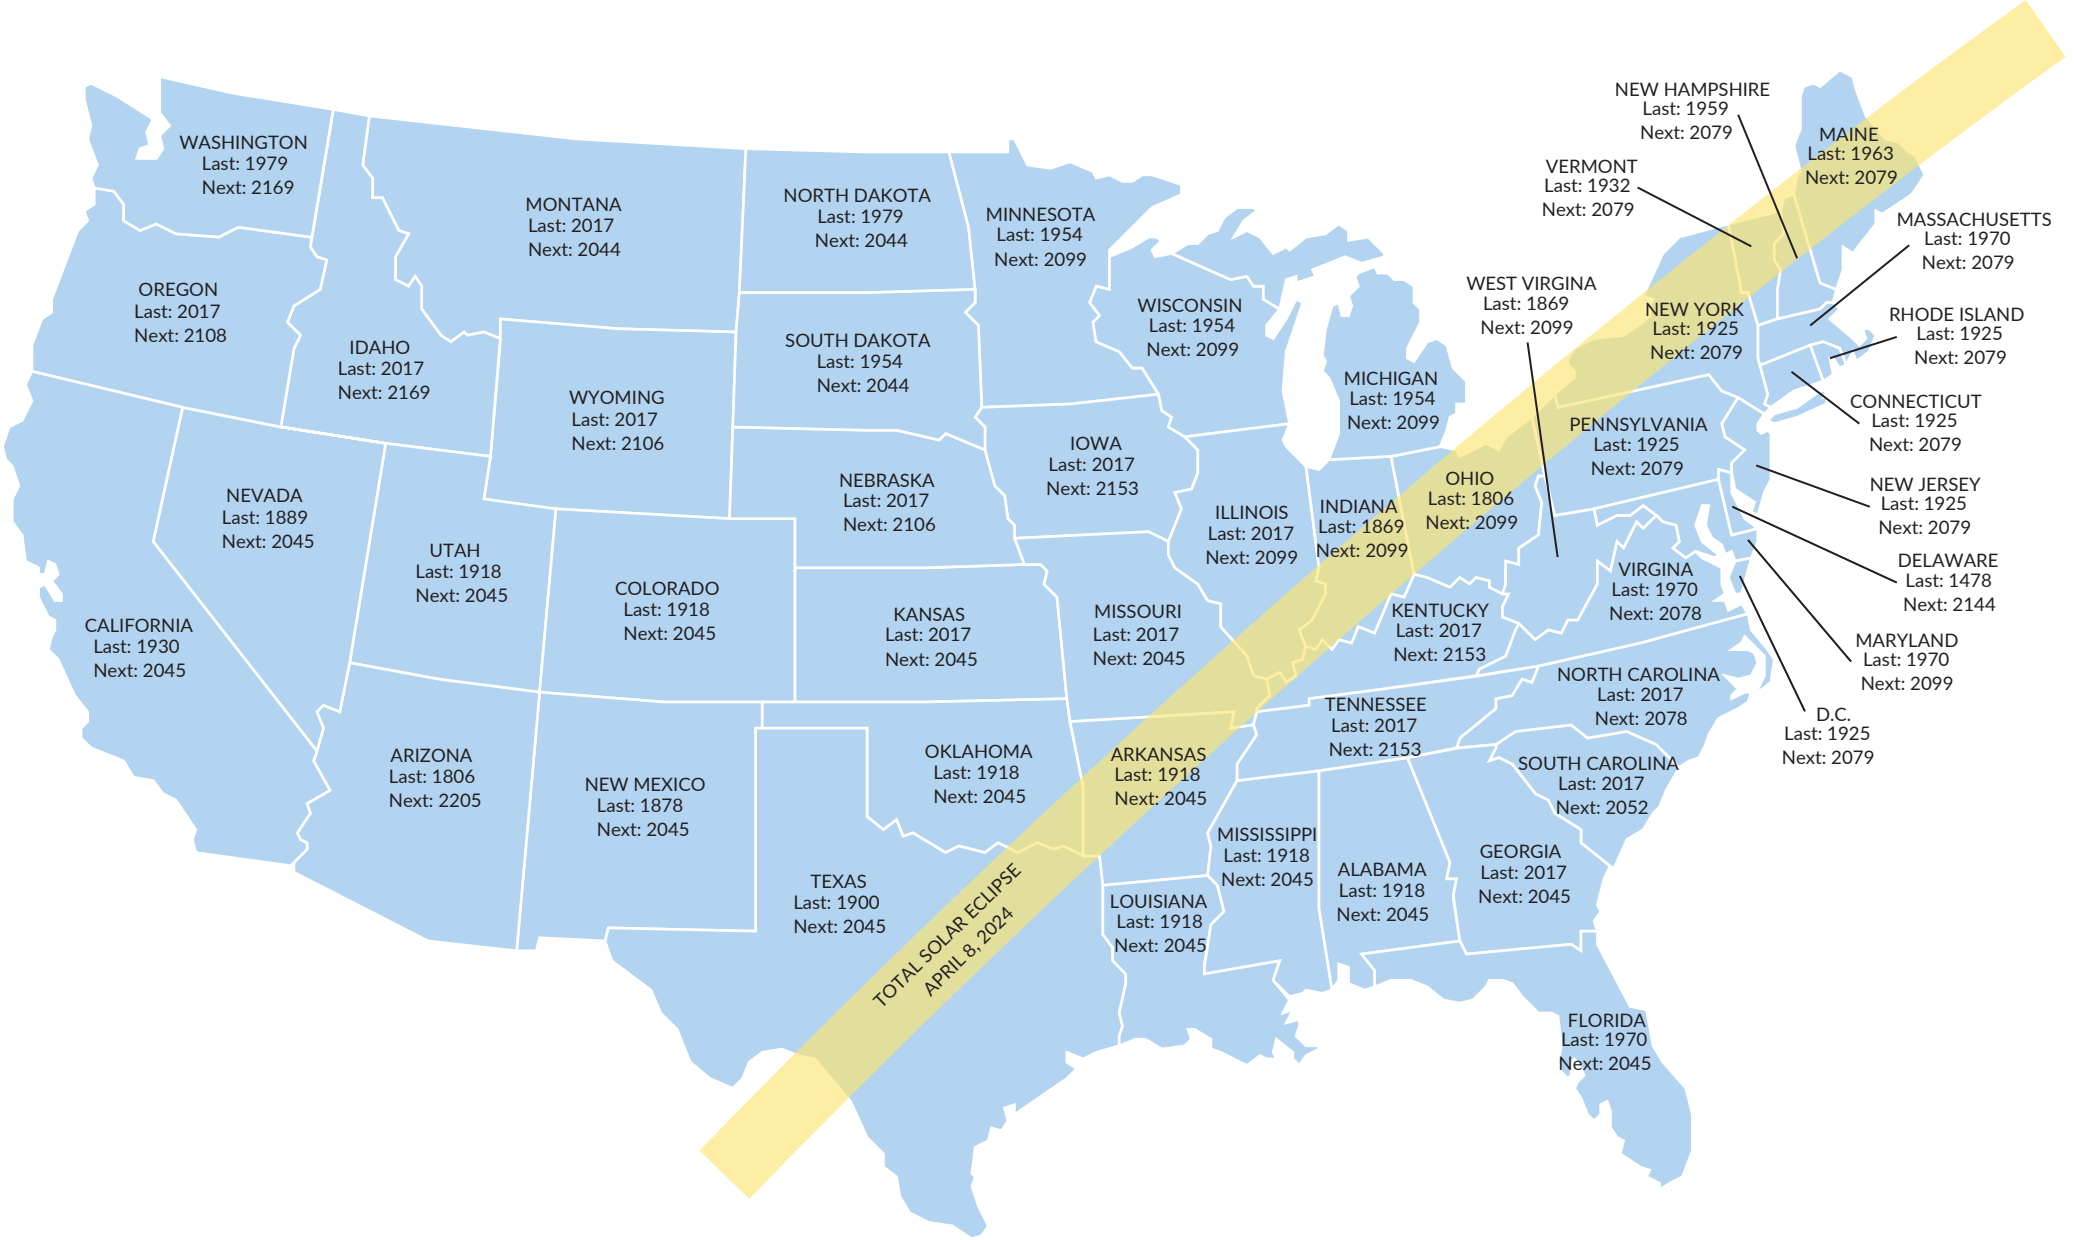 WASHINGTON
Last: 1979
Next: 2169
OREGON
Last: 2017
Next: 2108
CALIFORNIA
Last: 1930
Next: 2045
NEVADA
Last: 1889
Next: 2045
IDAHO
Last: 2017
Next: 2169
MONTANA
Last: 2017
Next: 2044
WYOMING
Last: 2017
Next: 2106
UTAH
Last: 1918
Next: 2045
COLORADO
Last: 1918
Next: 2045
ARIZONA
Last: 1806
Next: 2205
NEW MEXICO
Last: 1878
Next: 2045
NORTH DAKOTA
Last: 1979
Next: 2044
SOUTH DAKOTA
Last: 1954
Next: 2044
NEBRASKA
Last: 2017
Next: 2106
KANSAS
Last: 2017
Next: 2045
OKLAHOMA
Last: 1918
Next: 2045
TEXAS
Last: 1900
Next: 2045
TOTAL SOLAR ECLIPSE
APRIL 8, 2024
MINNESOTA
Last: 1954
Next: 2099
IOWA
Last: 2017
Next: 2153
MISSOURI
Last: 2017
Next: 2045
ARKANSAS
Last: 1918
Next: 2045
LOUISIANA
Last: 1918
Next: 2045
WISCONSIN
Last: 1954
Next: 2099
ILLINOIS
Last: 2017
Next: 2099
MICHIGAN
Last: 1954
Next: 2099
INDIANA
Last: 1869
Next: 2099
OHIO
Last: 1806
Next: 2099
KENTUCKY
Last: 2017
Next: 2153
TENNESSEE
Last: 2017
Next: 2153
MISSISSIPPI
Last: 1918
Next: 2045
ALABAMA
Last: 1918
Next: 2045
GEORGIA
Last: 2017
Next: 2045
FLORIDA
Last: 1970
Next: 2045
SOUTH CAROLINA
Last: 2017
Next: 2052
NORTH CAROLINA
Last: 2017
Next: 2078
VIRGINA
Last: 1970
Next: 2078
WEST VIRGINA
Last: 1869
Next: 2099
PENNSYLVANIA
Last: 1925
Next: 2079
NEW YORK
Last: 1925
Next: 2079
VERMONT
Last: 1932
Next: 2079
NEW HAMPSHIRE
Last: 1959
Next: 2079
MAINE
Last: 1963
Next: 2079
MASSACHUSETTS
Last: 1970
Next: 2079
RHODE ISLAND
Last: 1925
Next: 2079
CONNECTICUT
Last: 1925
Next: 2079
NEW JERSEY
Last: 1925
Next: 2079
DELAWARE
Last: 1478
Next: 2144
MARYLAND
Last: 1970
Next: 2099
D.C.
Last: 1925
Next: 2079